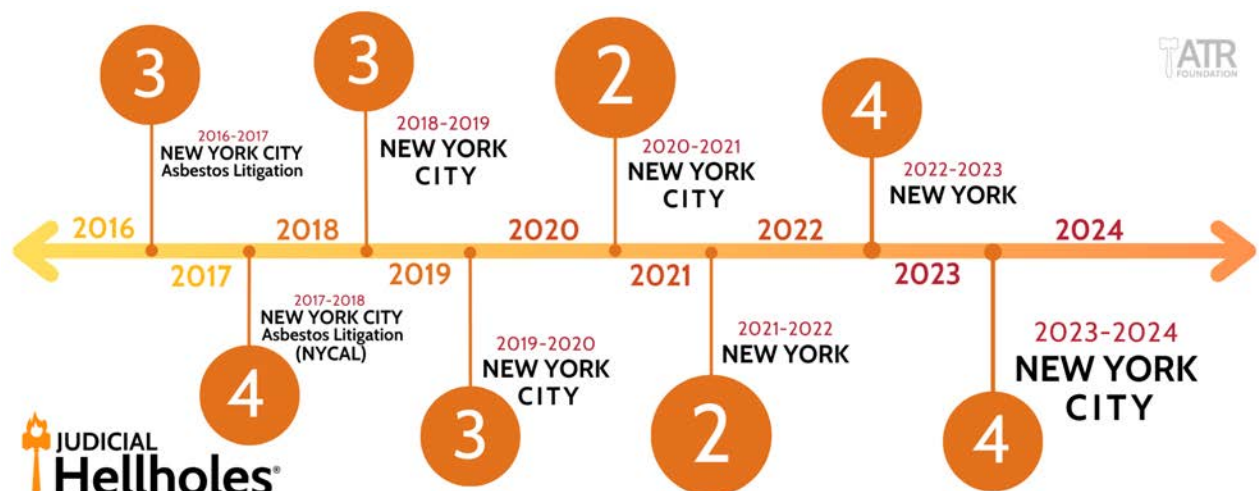 3
2016-2017
NEW YORK CITY
Asbestos Litigation
3
2018-2019
NEW YORK
CITY
2
2020-2021
NEW YORK
CITY
4
2022-2023
NEW YORK
ATR
FOUNDATION
2016
2018
2020
2022
2024
2017
2019
2021
2023
2017-2018
NEW YORK CITY
Asbestos Litigation
(NYCAL)
4
2019-2020
NEW YORK
CITY
3
2021-2022
NEW YORK
2
2023-2024
NEW YORK
CITY
4
JUDICIAL
Hellholes®